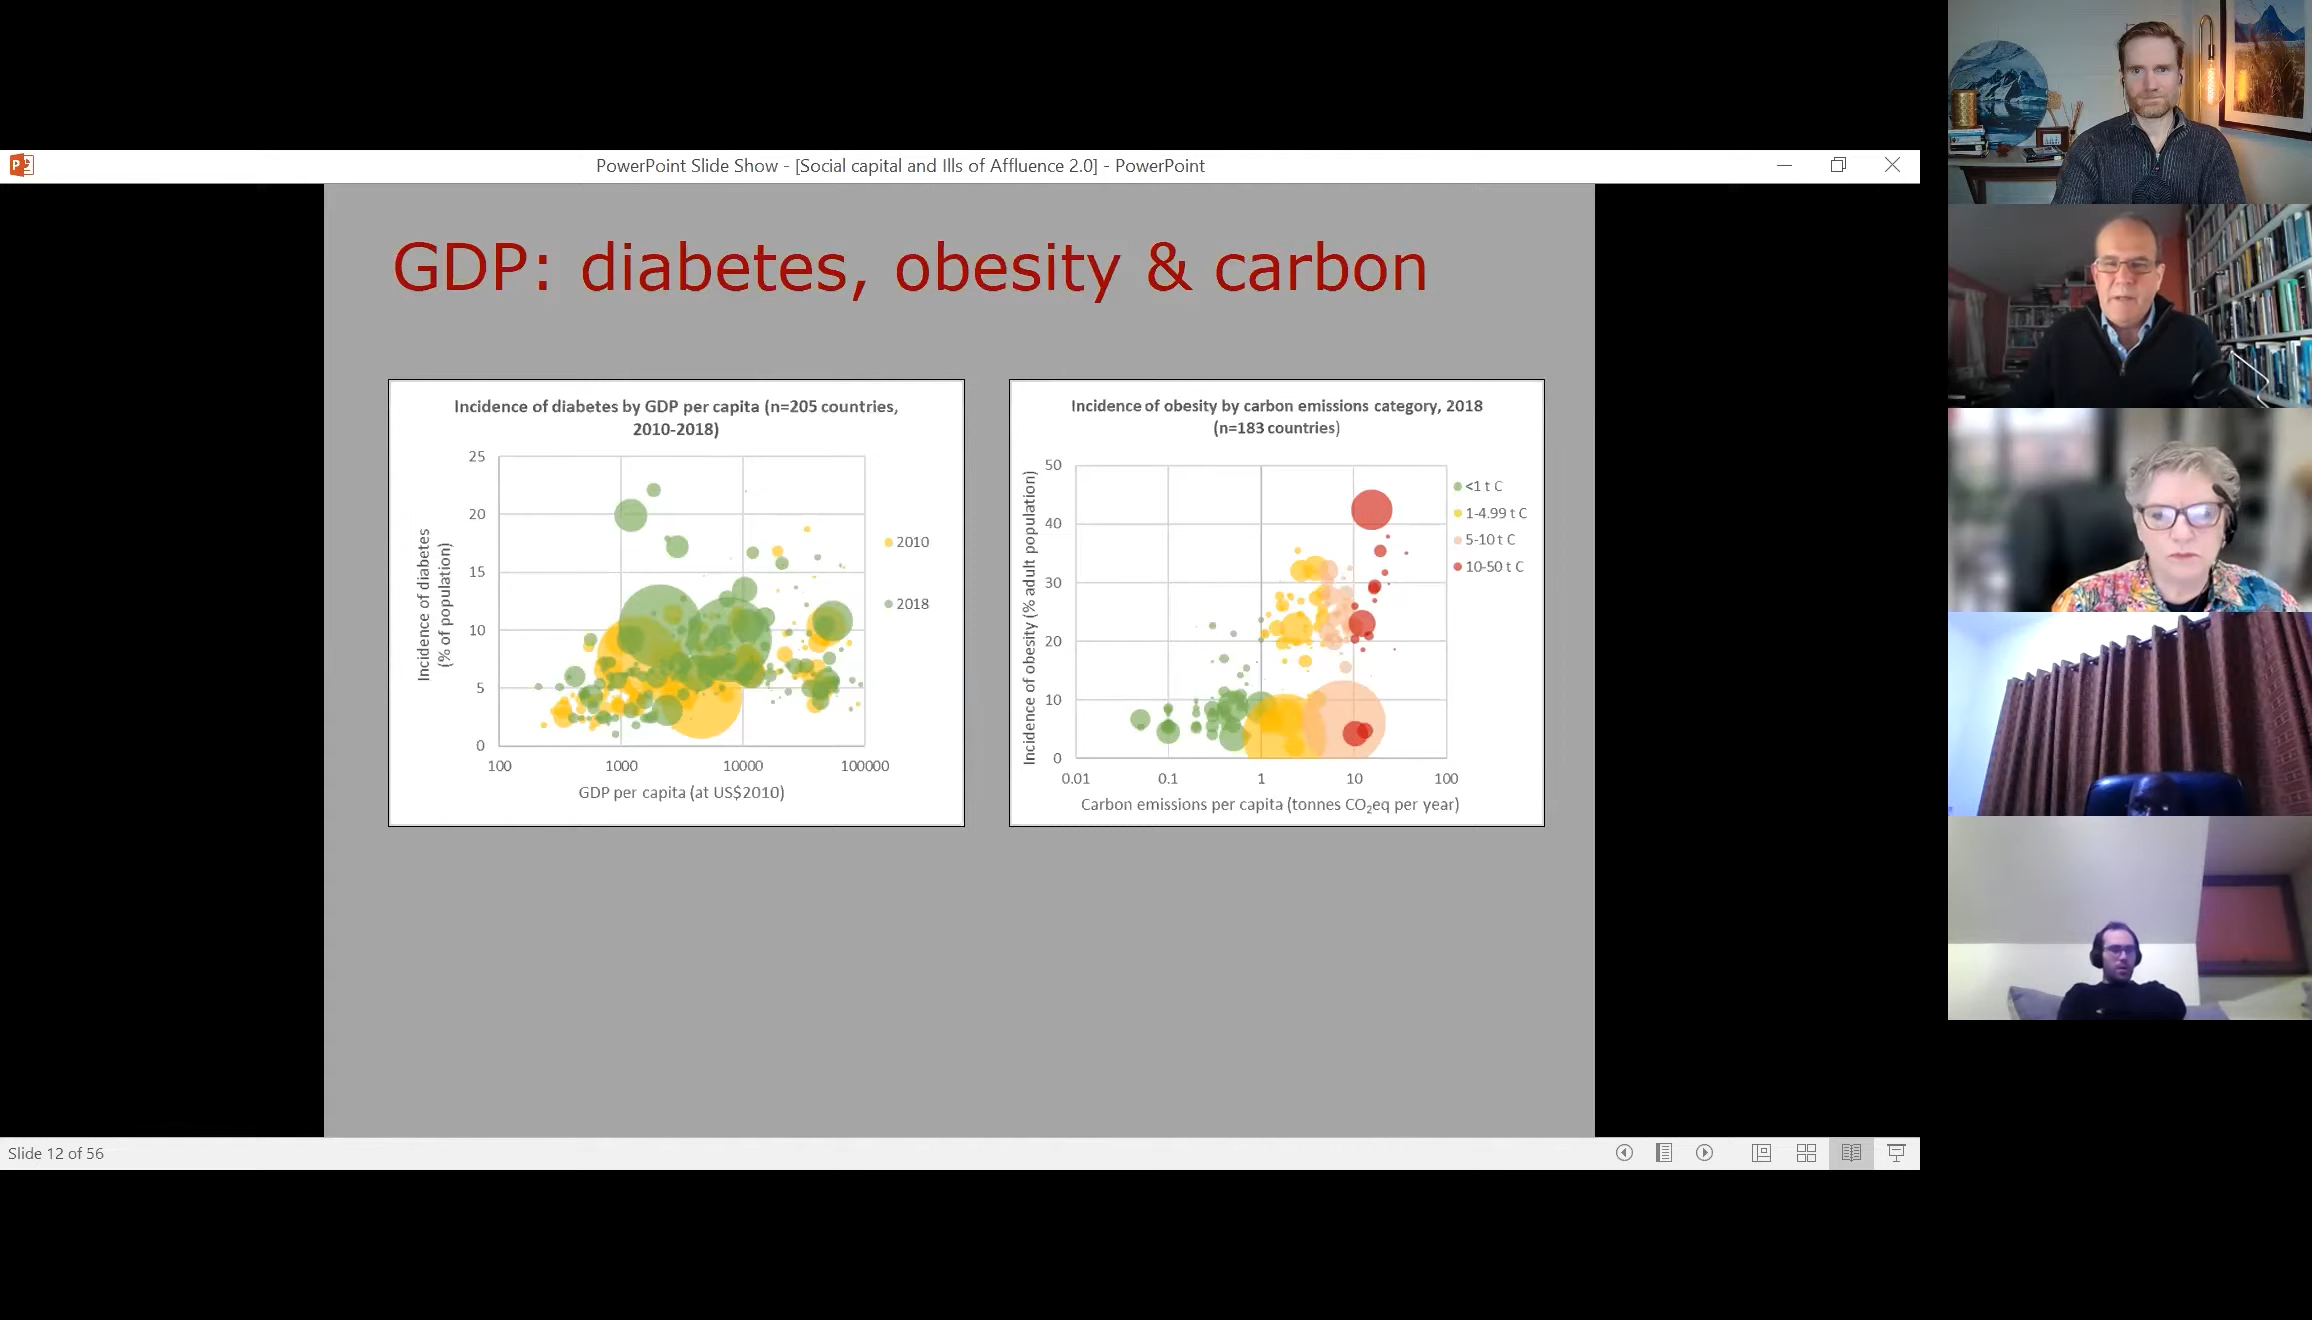 PowerPoint Slide Show - [Social capital and Ills of Affluence 2.0] - PowerPoint
GDP: diabetes, obesity & carbon
Incidence of diabetes by GDP per capita (n=205 countries,
2010-2018)
25
20
15
10
5
0
Incidence of diabetes
(% of population)
100
1000
10000
100000
GDP per capita (at US$2010)
2010
2018
Incidence of obesity by carbon emissions category, 2018
(n=183 countries)
50
40
30
20
10
0
Incidence of obesity (% adult population)
0.01
0.1
1
10
100
Carbon emissions per capita (tonnes CO₂eq per year)
<1 t C
1-4.99 t C
5-10 t C
10-50 t C
Slide 12 of 56